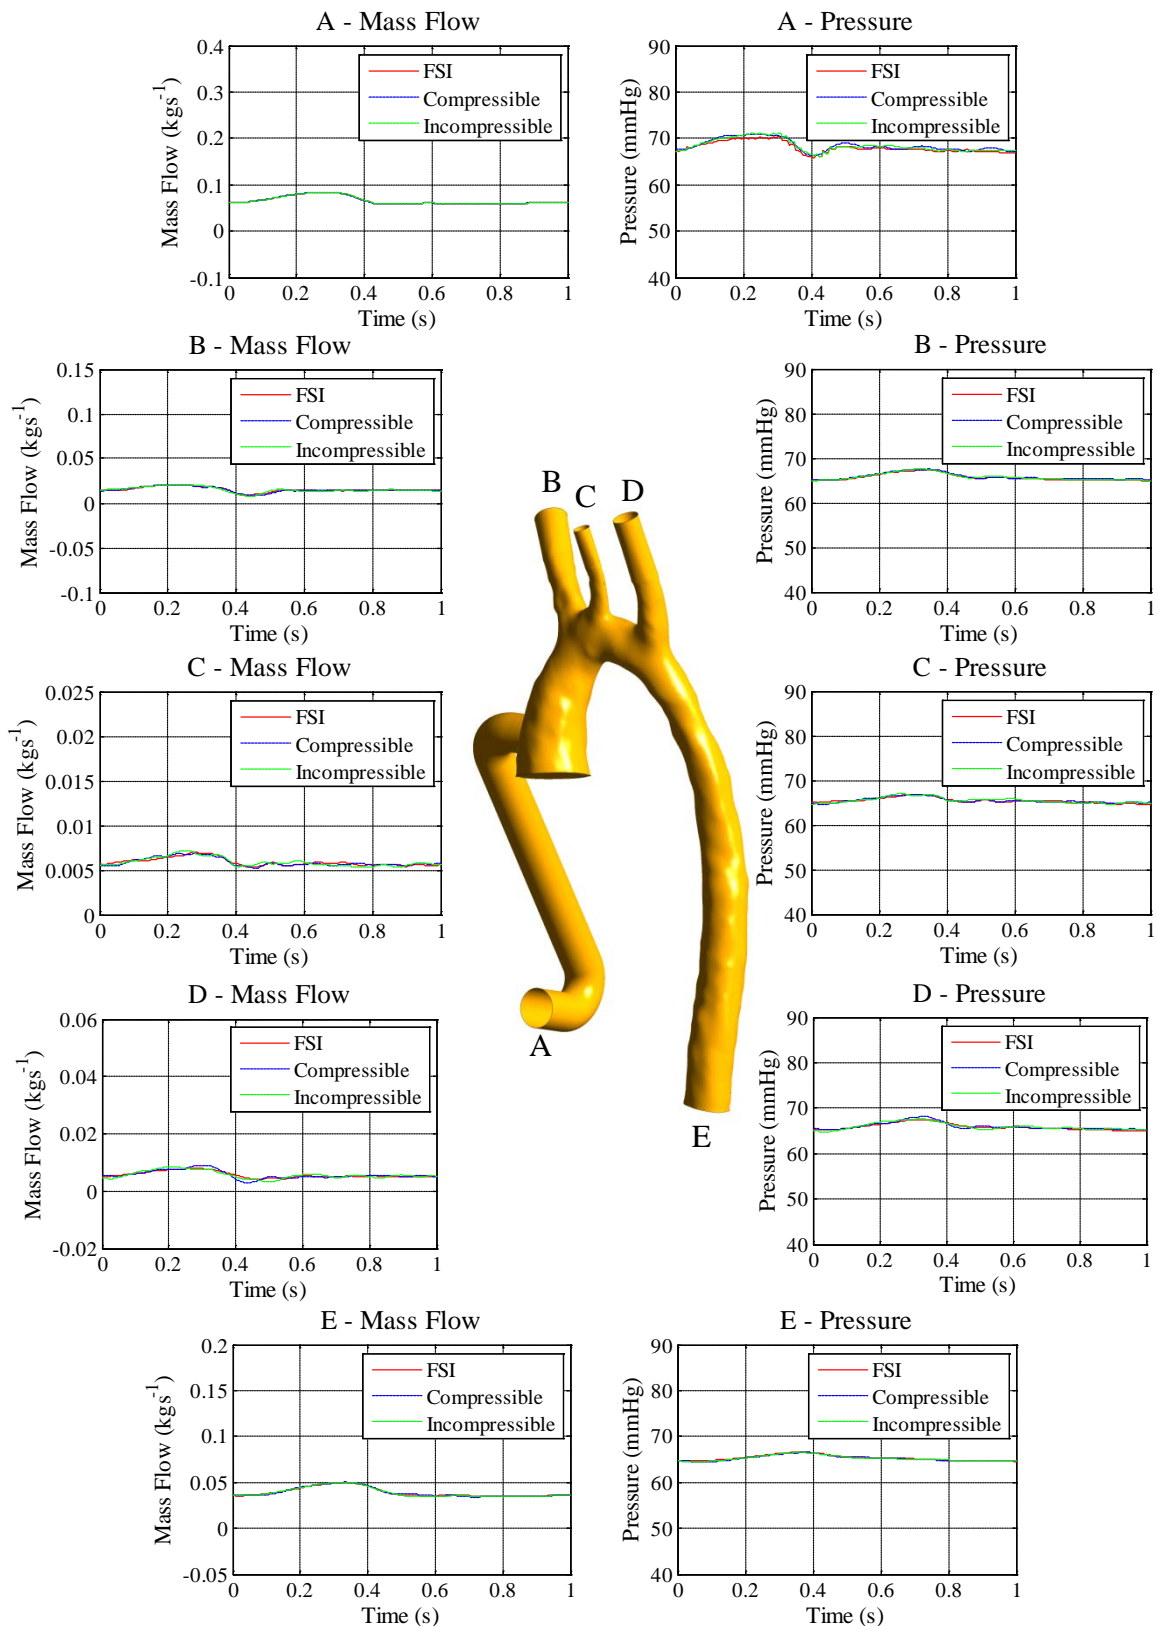 A - Mass Flow
0.4
0.3
0.2
0.1
0
-0.1
Mass Flow (kgs⁻¹)
FSI
Compressible
Incompressible
0 0.2 0.4 0.6 0.8 1
Time (s)
A - Pressure
90
80
70
60
50
40
Pressure (mmHg)
FSI
Compressible
Incompressible
0 0.2 0.4 0.6 0.8 1
Time (s)
B - Mass Flow
0.15
0.1
0.05
0
-0.05
-0.1
Mass Flow (kgs⁻¹)
FSI
Compressible
Incompressible
0 0.2 0.4 0.6 0.8 1
Time (s)
B - Pressure
90
80
70
60
50
40
Pressure (mmHg)
FSI
Compressible
Incompressible
0 0.2 0.4 0.6 0.8 1
Time (s)
B
C
D
A
E
C - Mass Flow
0.025
0.02
0.015
0.01
0.005
0
Mass Flow (kgs⁻¹)
FSI
Compressible
Incompressible
0 0.2 0.4 0.6 0.8 1
Time (s)
C - Pressure
90
80
70
60
50
40
Pressure (mmHg)
FSI
Compressible
Incompressible
0 0.2 0.4 0.6 0.8 1
Time (s)
D - Mass Flow
0.06
0.04
0.02
0
-0.02
Mass Flow (kgs⁻¹)
FSI
Compressible
Incompressible
0 0.2 0.4 0.6 0.8 1
Time (s)
D - Pressure
90
80
70
60
50
40
Pressure (mmHg)
FSI
Compressible
Incompressible
0 0.2 0.4 0.6 0.8 1
Time (s)
E - Mass Flow
0.2
0.15
0.1
0.05
0
-0.05
Mass Flow (kgs⁻¹)
FSI
Compressible
Incompressible
0 0.2 0.4 0.6 0.8 1
Time (s)
E - Pressure
90
80
70
60
50
40
Pressure (mmHg)
FSI
Compressible
Incompressible
0 0.2 0.4 0.6 0.8 1
Time (s)